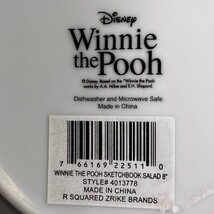 Disney
Winnie
the Pooh
© Disney. Based on the "Winnie the Pooh"
works by A.A. Milne and E.H. Shepard.
Dishwasher and Microwave Safe
Made in China
7 66169 22511 0
WINNIE THE POOH SKETCHBOOK SALAD 8"
STYLE# 4013778
MADE IN CHINA
R SQUARED ZRIKE BRANDS